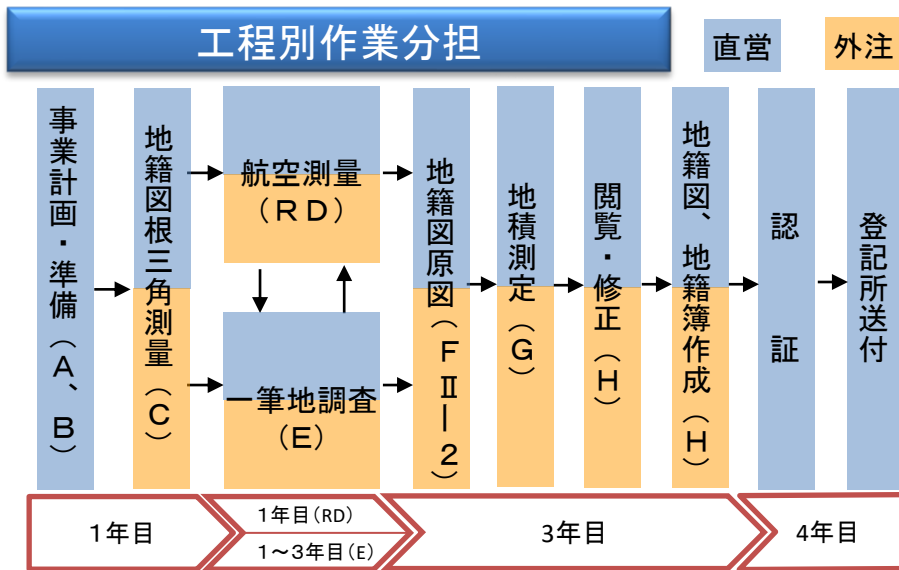 工程別作業分担
直営
外注
事業計画・準備（A、B）
地籍図根三角測量（C）
航空測量
（RD）
一筆地調査
（E）
地籍図原図（FⅡ－2）
地積測定（G）
閲覧・修正（H）
地籍図、地籍簿作成（H）
認証
登記所送付
1年目
1年目(RD)
1～3年目(E)
3年目
4年目